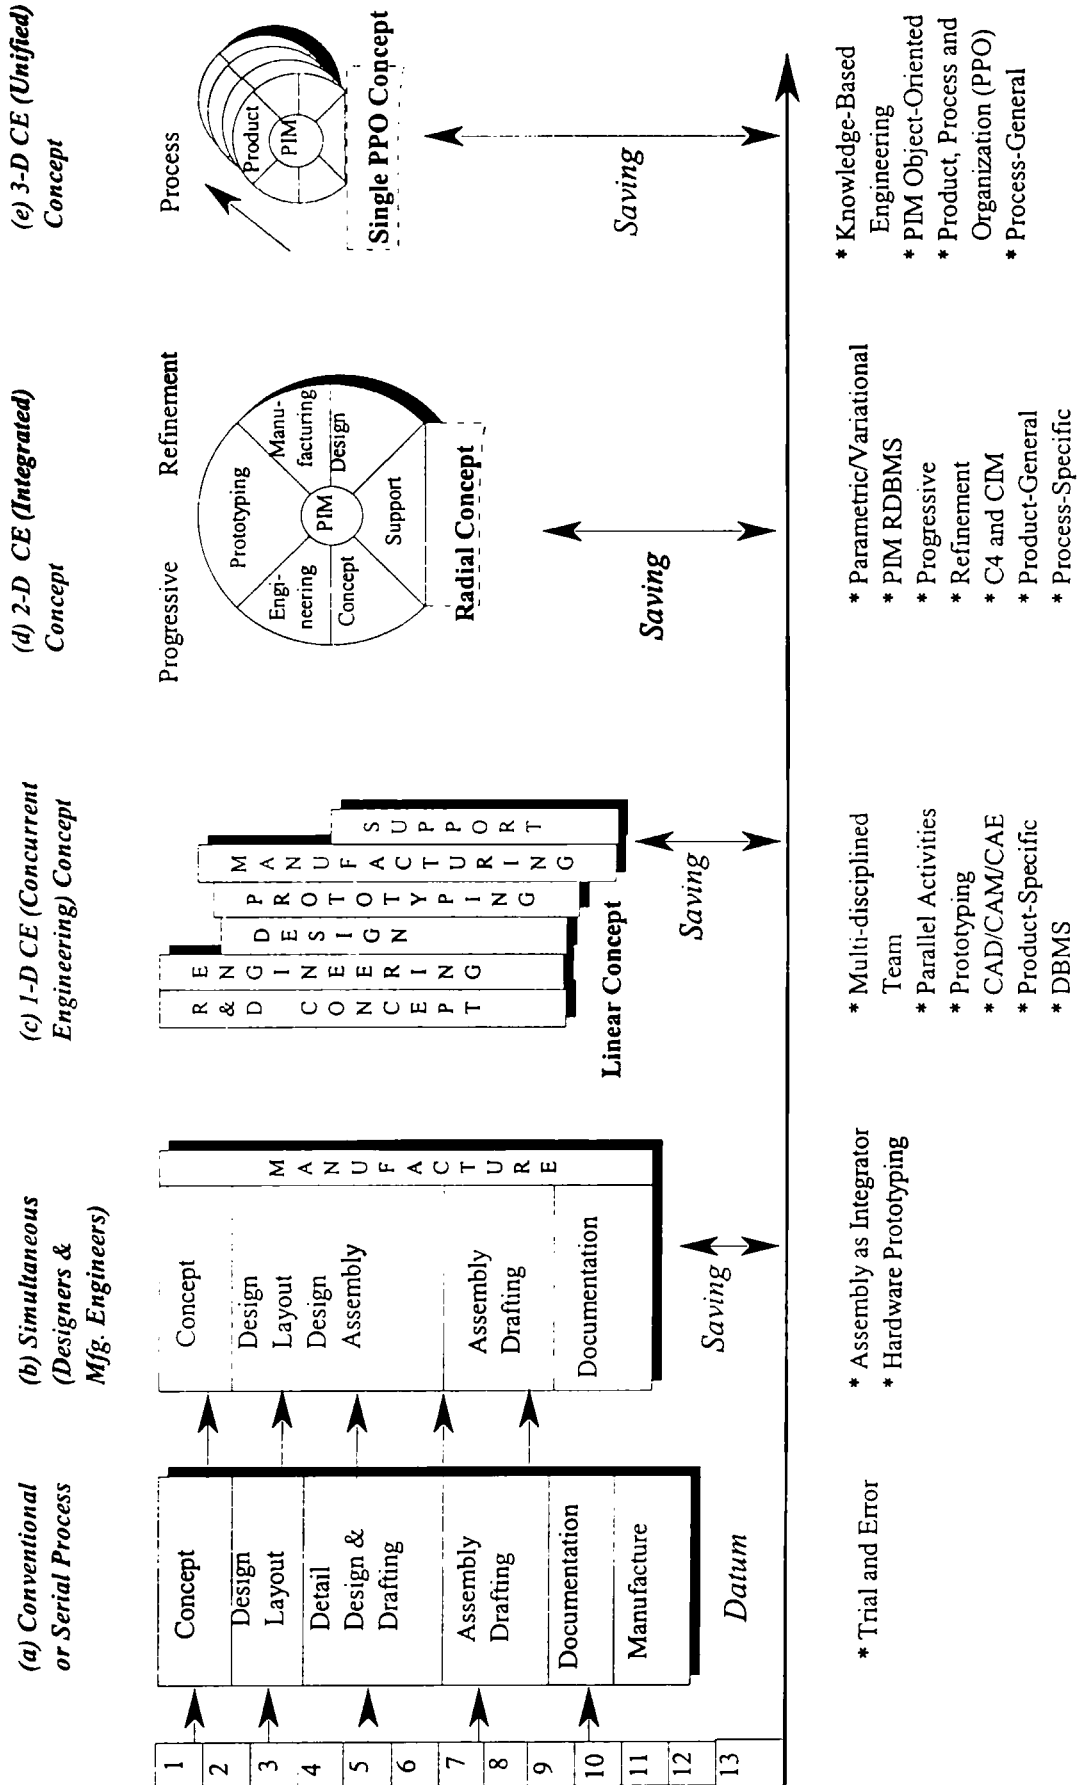 (a) Conventional
or Serial Process
1
2
3
4
5
6
7
8
9
10
11
12
13
Concept
Design
Layout
Detail
Design &
Drafting
Assembly
Drafting
Documentation
Manufacture
Datum
* Trial and Error
(b) Simultaneous
(Designers &
Mfg. Engineers)
Concept
Design
Layout
Design
Assembly
Assembly
Drafting
Documentation
MANUFACTURE
Saving
* Assembly as Integrator
* Hardware Prototyping
(c) 1-D CE (Concurrent
Engineering) Concept
R&D CONCEPT
ENGINEERING
DESIGN
PROTOTYPING
MANUFACTURING
SUPPORT
Linear Concept
Saving
* Multi-disciplined
Team
* Parallel Activities
* Prototyping
* CAD/CAM/CAE
* Product-Specific
* DBMS
(d) 2-D CE (Integrated)
Concept
Progressive
Refinement
Prototyping
Engi-
neering
Manu-
facturing
PIM
Concept
Design
Support
Radial Concept
Saving
* Parametric/Variational
* PIM RDBMS
* Progressive
* Refinement
* C4 and CIM
* Product-General
* Process-Specific
(e) 3-D CE (Unified)
Concept
Process
Product
PIM
Single PPO Concept
Saving
* Knowledge-Based
Engineering
* PIM Object-Oriented
* Product, Process and
Organization (PPO)
* Process-General